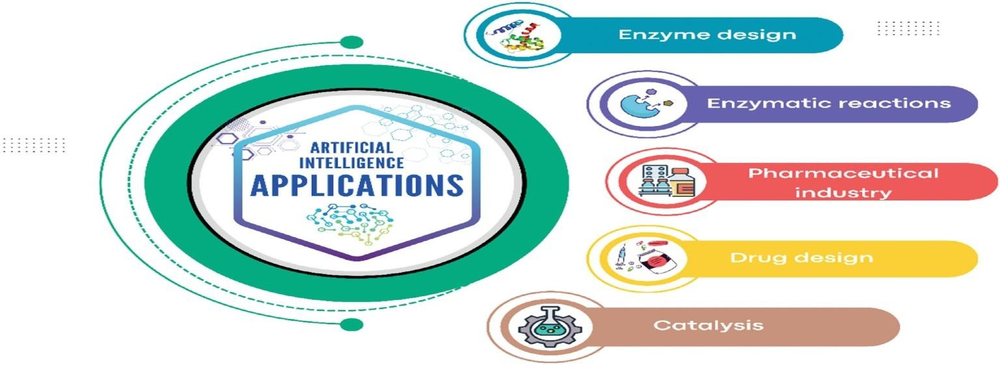 ARTIFICIAL
INTELLIGENCE
APPLICATIONS
Enzyme design
Enzymatic reactions
Pharmaceutical
industry
Drug design
Catalysis